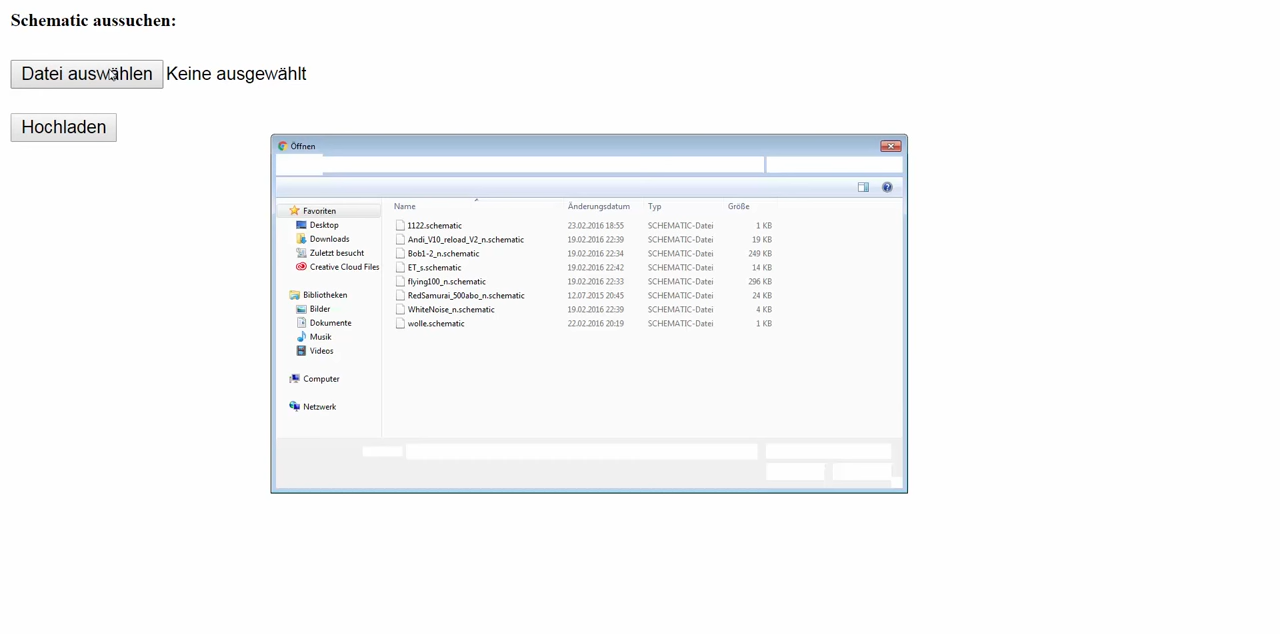 Schematic aussuchen:
Datei auswählen Keine ausgewählt
Hochladen
Öffnen
Name Änderungsdatum Typ Größe
Favoriten
Desktop
Downloads
Zuletzt besucht
Creative Cloud Files
Bibliotheken
Bilder
Dokumente
Musik
Videos
Computer
Netzwerk
1122.schematic 23.02.2016 18:55 SCHEMATIC-Datei 1 KB
Andi_V10_reload_V2_n.schematic 19.02.2016 22:39 SCHEMATIC-Datei 19 KB
Bob1-2_n.schematic 19.02.2016 22:34 SCHEMATIC-Datei 249 KB
ET_s.schematic 19.02.2016 22:42 SCHEMATIC-Datei 14 KB
flying100_n.schematic 19.02.2016 22:33 SCHEMATIC-Datei 296 KB
RedSamurai_500abo_n.schematic 12.07.2015 20:45 SCHEMATIC-Datei 24 KB
WhiteNoise_n.schematic 19.02.2016 22:39 SCHEMATIC-Datei 4 KB
wolle.schematic 22.02.2016 20:19 SCHEMATIC-Datei 1 KB